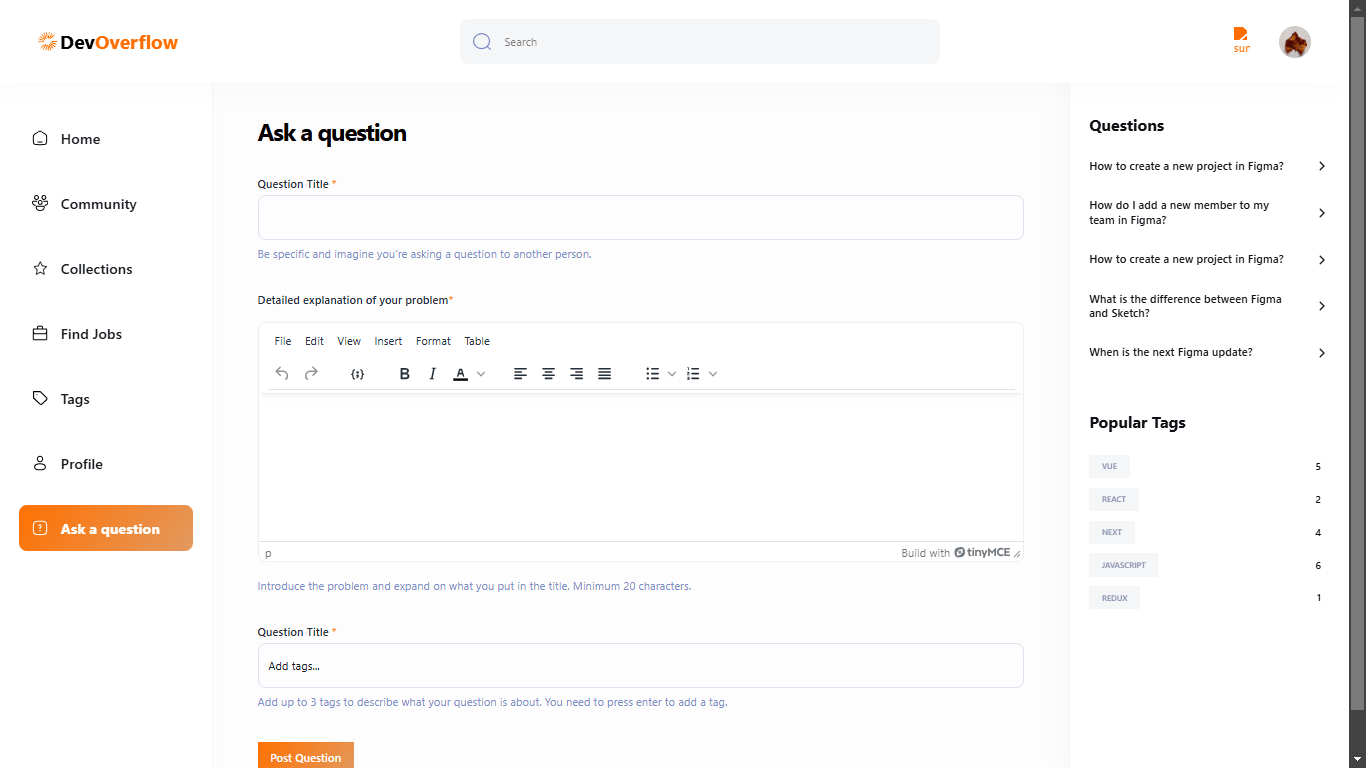 DevOverflow
Search
sun
Home
Community
Collections
Find Jobs
Tags
Profile
Ask a question
Ask a question
Question Title *
Be specific and imagine you're asking a question to another person.
Detailed explanation of your problem*
File Edit View Insert Format Table
B I A
p
Build with tinyMCE
Introduce the problem and expand on what you put in the title. Minimum 20 characters.
Question Title *
Add tags...
Add up to 3 tags to describe what your question is about. You need to press enter to add a tag.
Post Question
Questions
How to create a new project in Figma?
How do I add a new member to my
team in Figma?
How to create a new project in Figma?
What is the difference between Figma
and Sketch?
When is the next Figma update?
Popular Tags
VUE 5
REACT 2
NEXT 4
JAVASCRIPT 6
REDUX 1